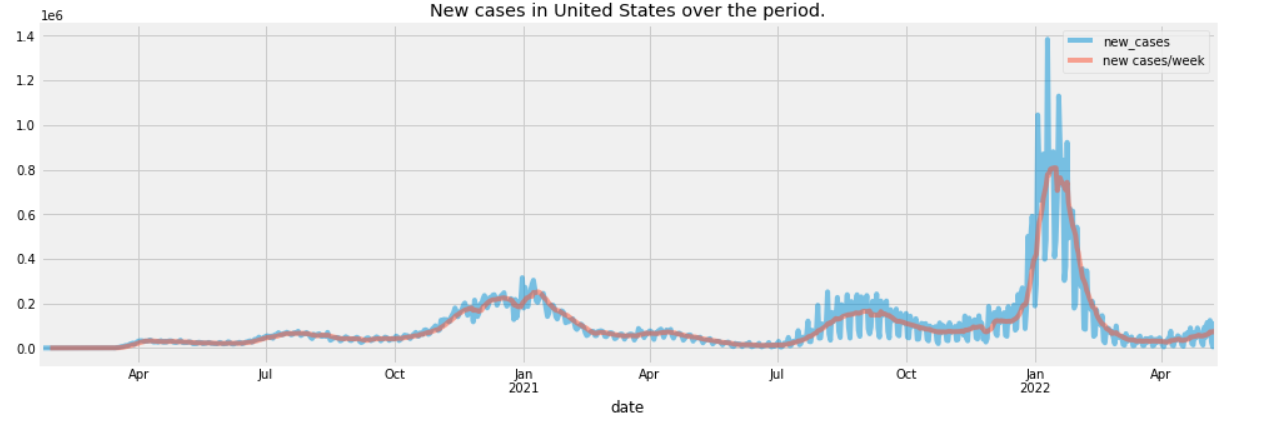 New cases in United States over the period.
1e6
new_cases
new cases/week
1.4
1.2
1.0
0.8
0.6
0.4
0.2
0.0
Apr Jul Oct Jan Apr Jul Oct Jan Apr
2021 2022
date